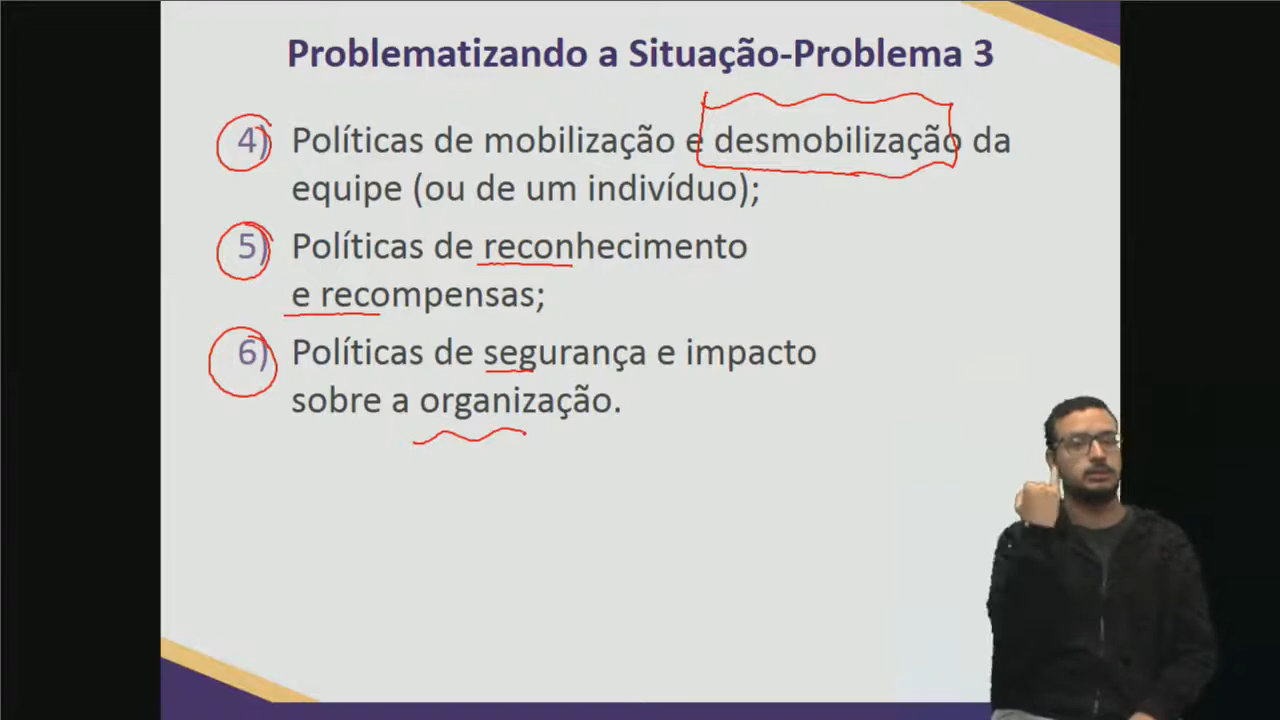 Problematizando a Situação-Problema 3
4) Políticas de mobilização e desmobilização da
equipe (ou de um indivíduo);
5) Políticas de reconhecimento
e recompensas;
6) Políticas de segurança e impacto
sobre a organização.